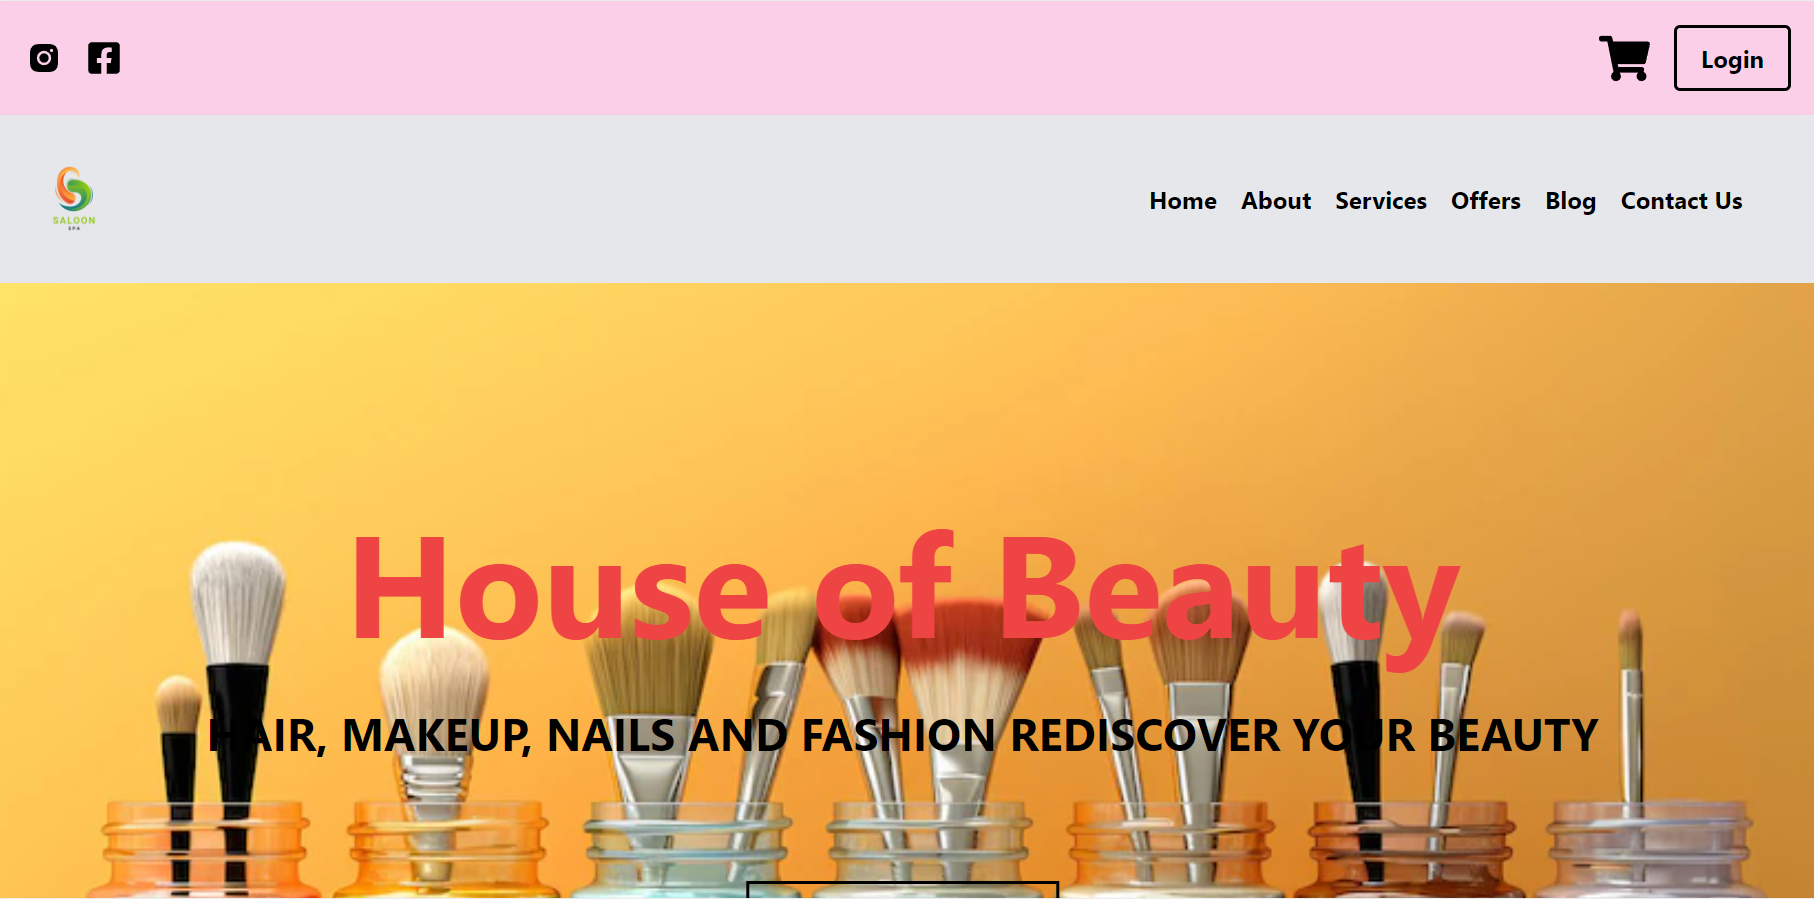 Login
SALOON
SPA
Home About Services Offers Blog Contact Us
House of Beauty
HAIR, MAKEUP, NAILS AND FASHION REDISCOVER YOUR BEAUTY